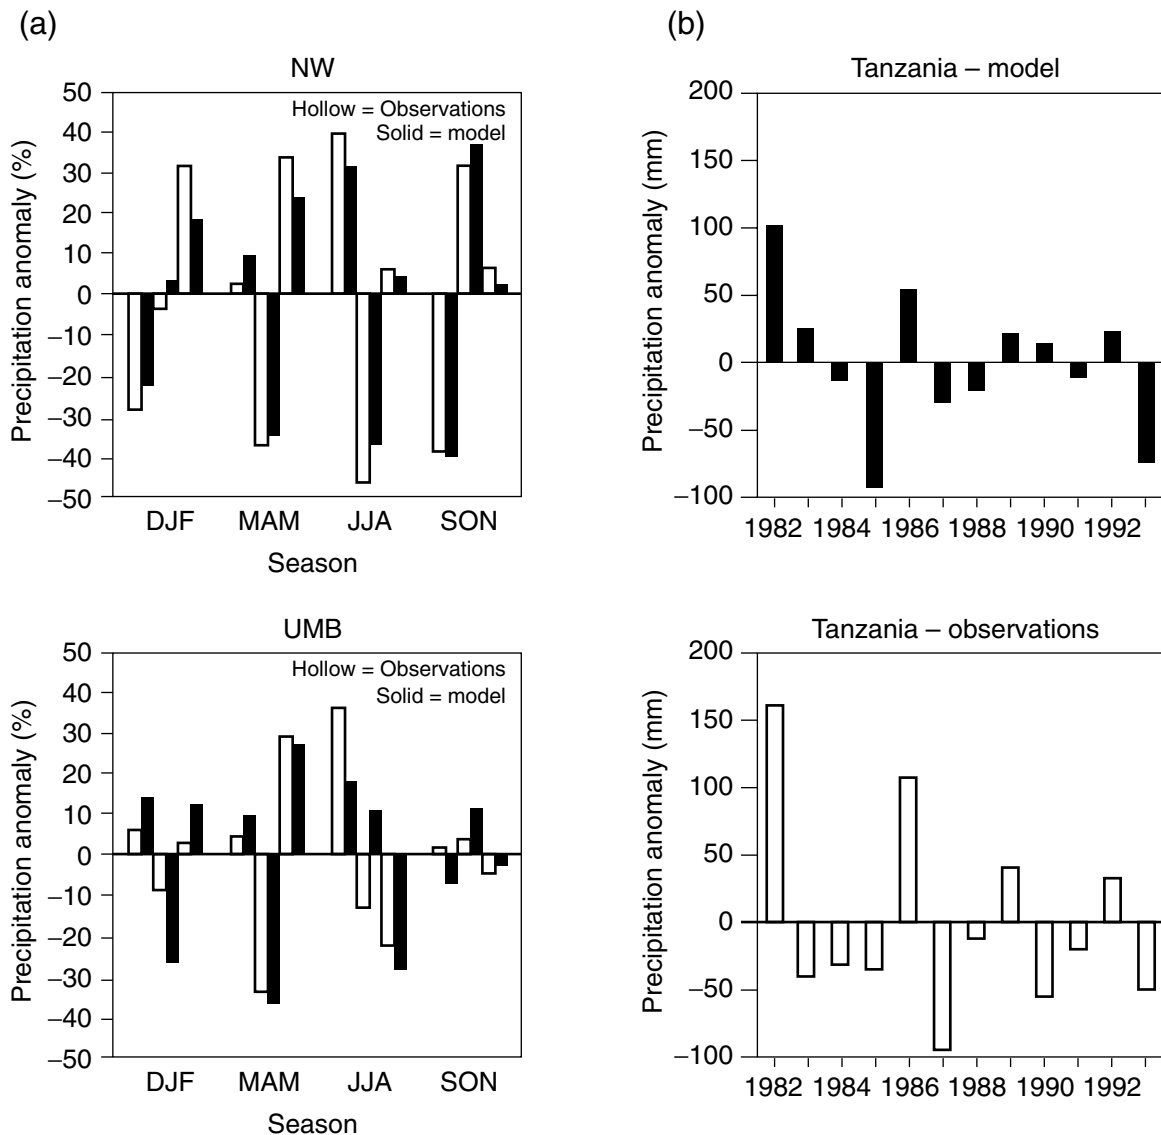 (a)
NW
Hollow = Observations
Solid = model
Precipitation anomaly (%)
50
40
30
20
10
0
−10
−20
−30
−40
−50
DJF MAM JJA SON
Season
(b)
Tanzania – model
Precipitation anomaly (mm)
200
150
100
50
0
−50
−100
1982 1984 1986 1988 1990 1992
UMB
Hollow = Observations
Solid = model
Precipitation anomaly (%)
50
40
30
20
10
0
−10
−20
−30
−40
−50
DJF MAM JJA SON
Season
Tanzania – observations
Precipitation anomaly (mm)
200
150
100
50
0
−50
−100
1982 1984 1986 1988 1990 1992